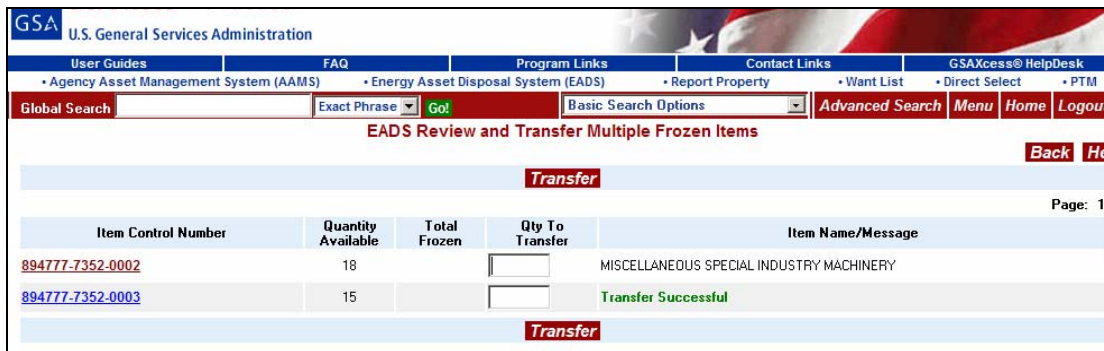 GSA U.S. General Services Administration
User Guides FAQ Program Links Contact Links GSAXcess® HelpDesk
• Agency Asset Management System (AAMS) • Energy Asset Disposal System (EADS) • Report Property • Want List • Direct Select • PTM
Global Search Exact Phrase Go! Basic Search Options Advanced Search Menu Home Logout
EADS Review and Transfer Multiple Frozen Items
Back He
Transfer
Page: 1
Item Control Number Quantity Available Total Frozen Qty To Transfer Item Name/Message
894777-7352-0002 18 MISCELLANEOUS SPECIAL INDUSTRY MACHINERY
894777-7352-0003 15 Transfer Successful
Transfer